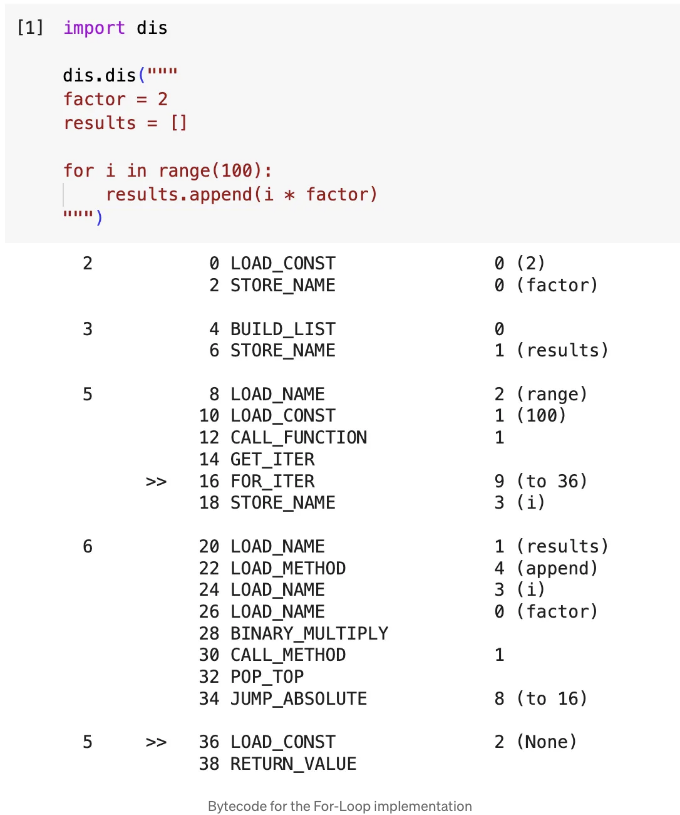 [1] import dis
dis.dis("""
factor = 2
results = []
for i in range(100):
    results.append(i * factor)
""")
2 0 LOAD_CONST 0 (2)
2 STORE_NAME 0 (factor)
3 4 BUILD_LIST 0
6 STORE_NAME 1 (results)
5 8 LOAD_NAME 2 (range)
10 LOAD_CONST 1 (100)
12 CALL_FUNCTION 1
14 GET_ITER
>> 16 FOR_ITER 9 (to 36)
18 STORE_NAME 3 (i)
6 20 LOAD_NAME 1 (results)
22 LOAD_METHOD 4 (append)
24 LOAD_NAME 3 (i)
26 LOAD_NAME 0 (factor)
28 BINARY_MULTIPLY
30 CALL_METHOD 1
32 POP_TOP
34 JUMP_ABSOLUTE 8 (to 16)
5 >> 36 LOAD_CONST 2 (None)
38 RETURN_VALUE
Bytecode for the For-Loop implementation